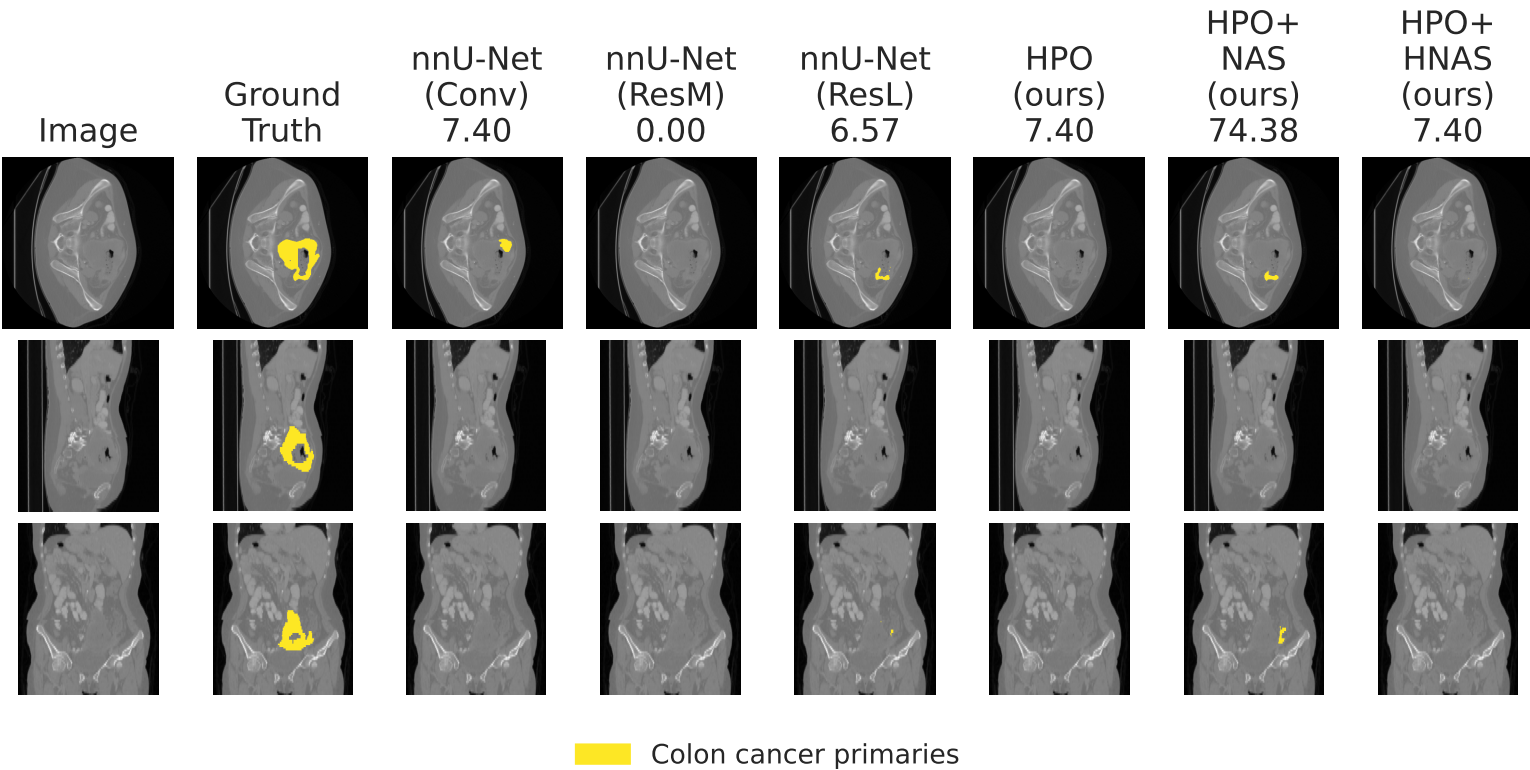 Image
Ground
Truth
nnU-Net
(Conv)
7.40
nnU-Net
(ResM)
0.00
nnU-Net
(ResL)
6.57
HPO
(ours)
7.40
HPO+
NAS
(ours)
74.38
HPO+
HNAS
(ours)
7.40
Colon cancer primaries